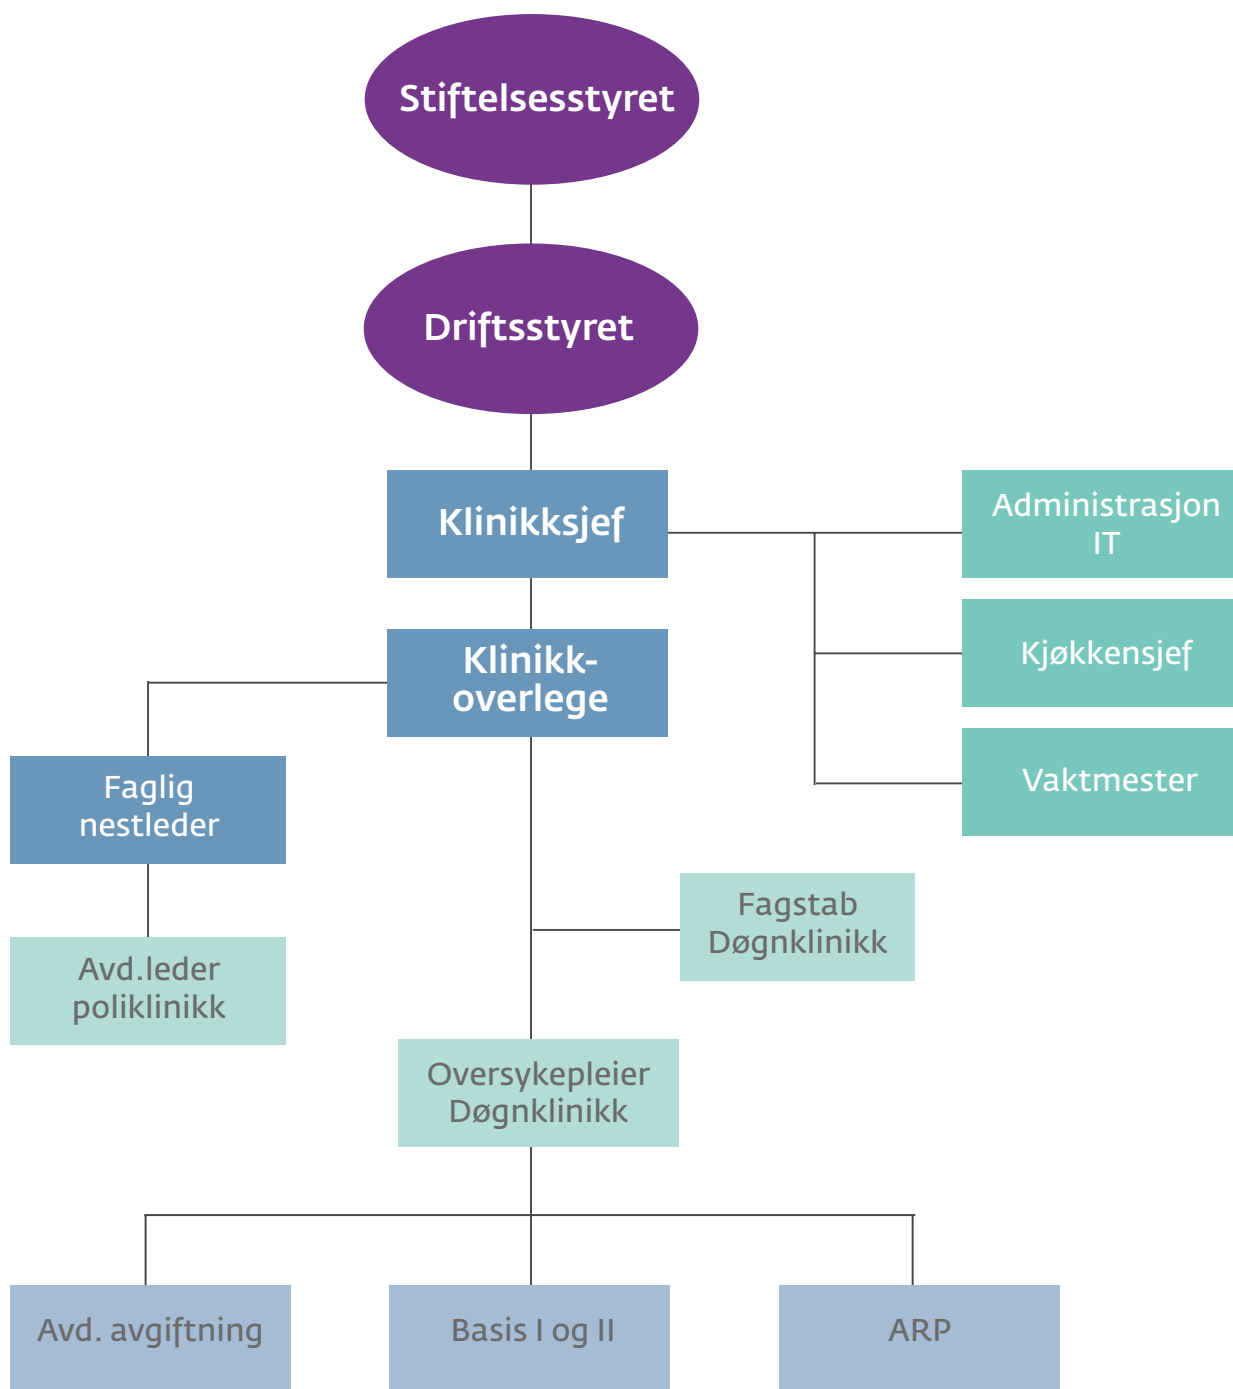 Stiftelsesstyret
Driftsstyret
Klinikksjef
Administrasjon
IT
Kjøkkensjef
Klinikk-
overlege
Vaktmester
Faglig
nestleder
Fagstab
Døgnklinikk
Avd.leder
poliklinikk
Oversykepleier
Døgnklinikk
Avd. avgiftning
Basis I og II
ARP